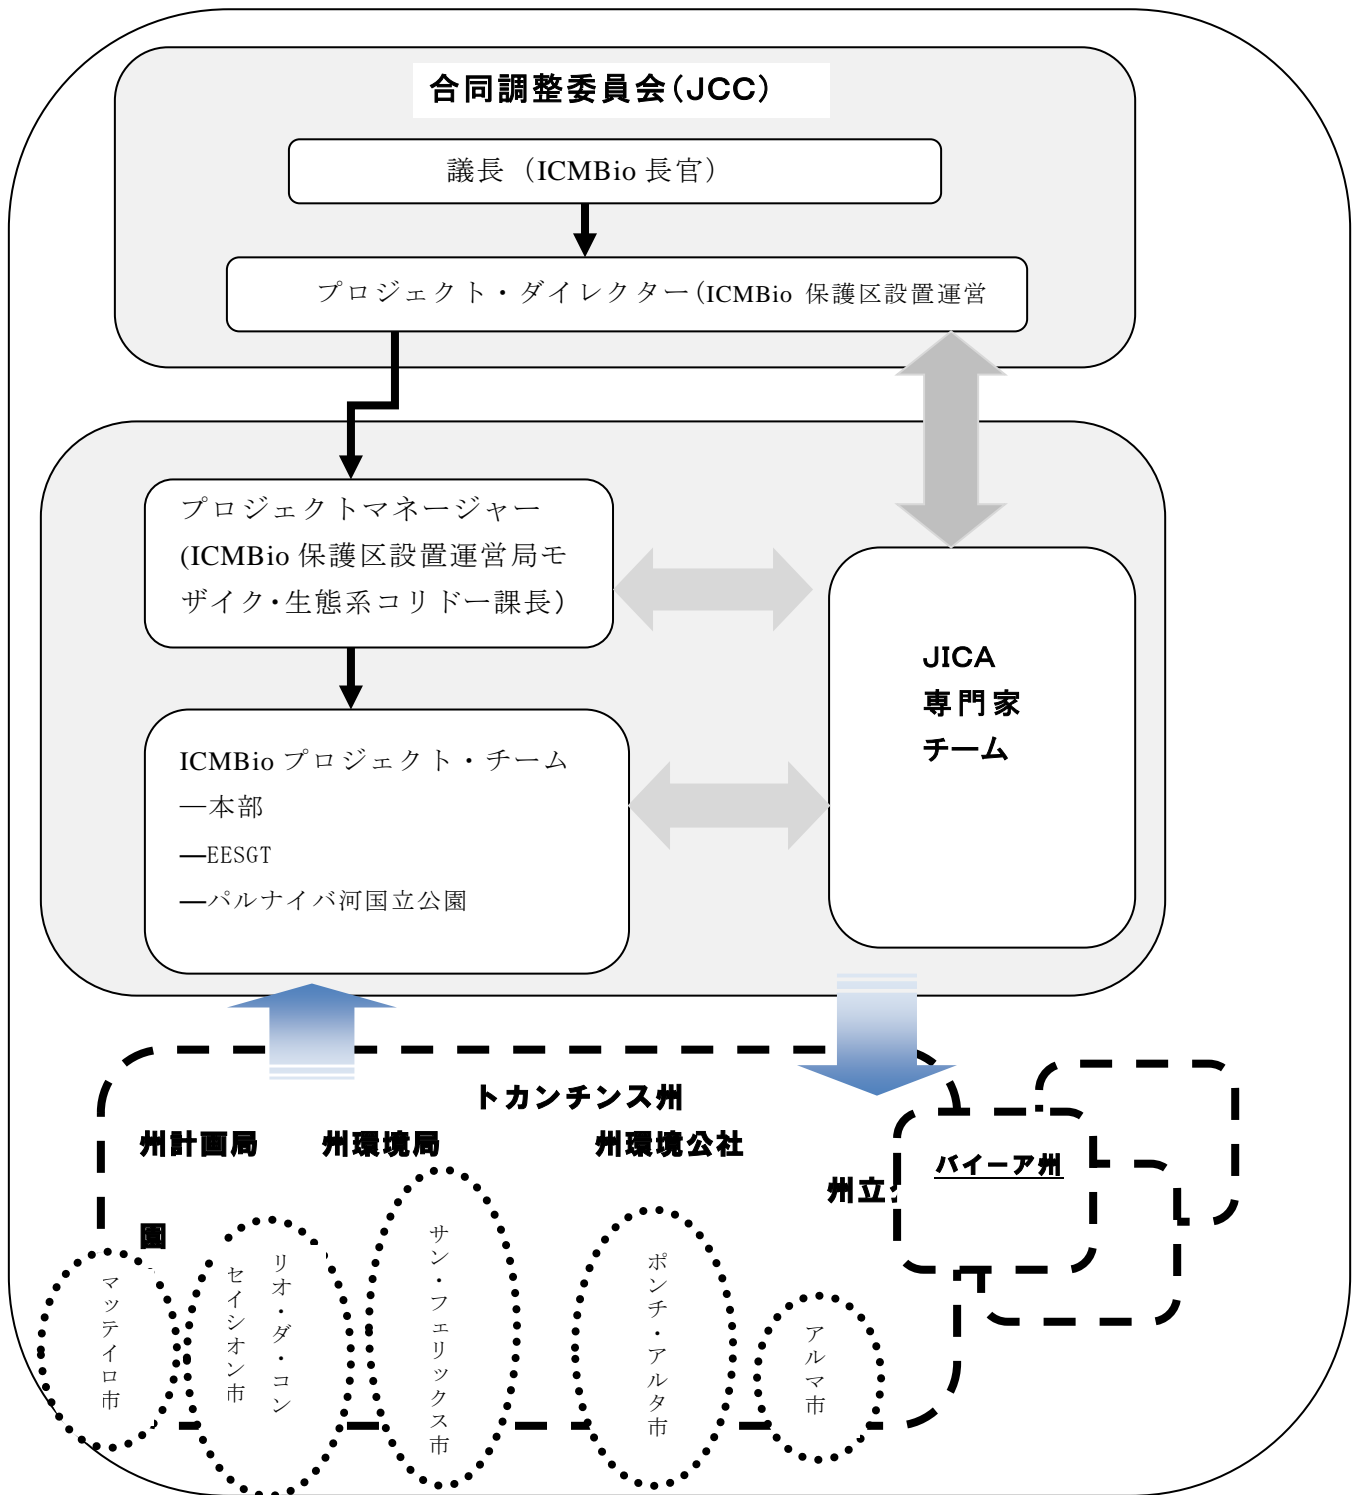 合同調整委員会(JCC)
議長（ICMBio 長官）
プロジェクト・ダイレクター(ICMBio 保護区設置運営
プロジェクトマネージャー
(ICMBio 保護区設置運営局モ
ザイク・生態系コリドー課長)
JICA
専門家
チーム
ICMBio プロジェクト・チーム
―本部
―EESGT
―パルナイバ河国立公園
トカンチンス州
州計画局
州環境局
州環境公社
州立
園
バイーア州
マッテイロ市
リオ・ダ・コン
セイシオン市
サン・フェリックス市
ポンチ・アルタ市
アルマ市